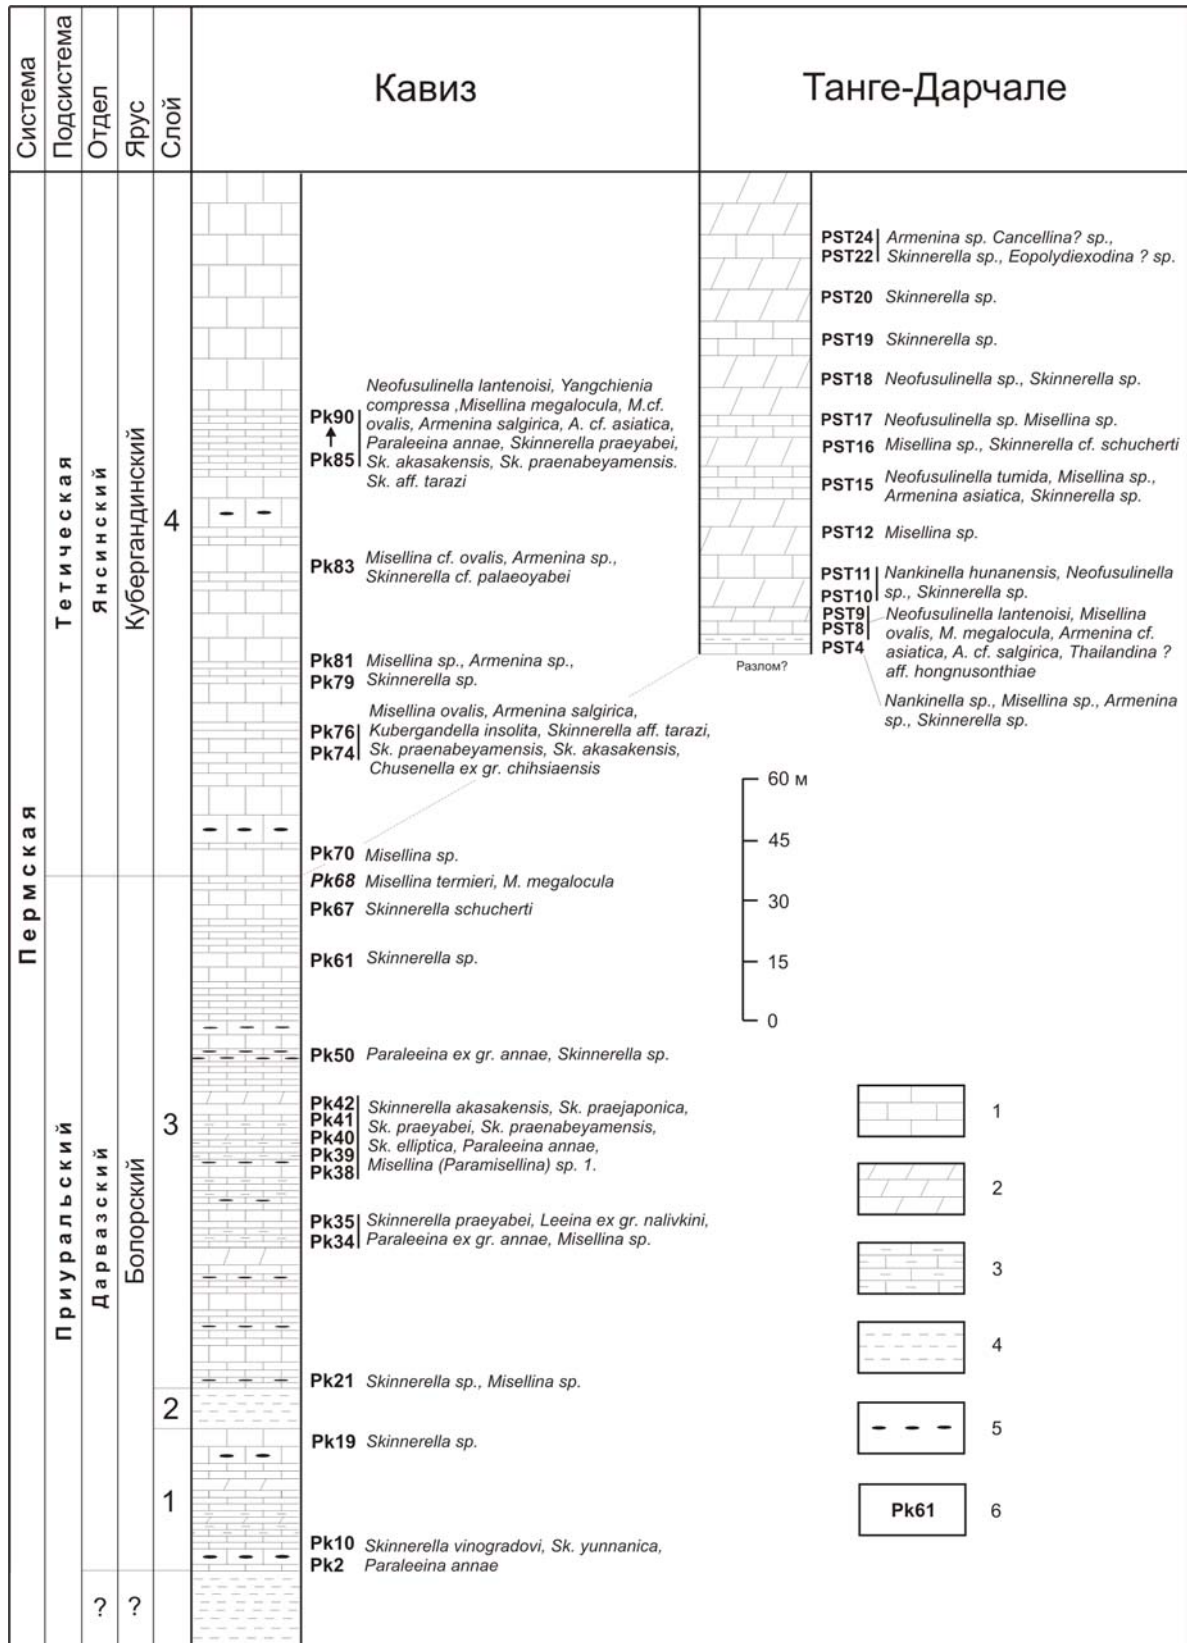 Система
Подсистема
Отдел
Ярус
Слой
Кавиз
Танге-Дарчале
Пермская
Тетическая
Приуральский
Янсинский
Дарвазский
?
Кубергандинский
Болорский
?
4
3
2
1
Pk90
Pk85
Neofusulinella lantenoisi, Yangchienia
compressa ,Misellina megalocula, M.cf.
ovalis, Armenina salgirica, A. cf. asiatica,
Paraleeina annae, Skinnerella praeyabei,
Sk. akasakensis, Sk. praenabeyamensis.
Sk. aff. tarazi
Pk83
Misellina cf. ovalis, Armenina sp.,
Skinnerella cf. palaeoyabei
Pk81
Pk79
Misellina sp., Armenina sp.,
Skinnerella sp.
Pk76
Pk74
Misellina ovalis, Armenina salgirica,
Kubergandella insolita, Skinnerella aff. tarazi,
Sk. praenabeyamensis, Sk. akasakensis,
Chusenella ex gr. chihsiaensis
Pk70 Misellina sp.
Pk68 Misellina termieri, M. megalocula
Pk67 Skinnerella schucherti
Pk61 Skinnerella sp.
Pk50 Paraleeina ex gr. annae, Skinnerella sp.
Pk42
Pk41
Pk40
Pk39
Pk38
Skinnerella akasakensis, Sk. praejaponica,
Sk. praeyabei, Sk. praenabeyamensis,
Sk. elliptica, Paraleeina annae,
Misellina (Paramisellina) sp. 1.
Pk35
Pk34
Skinnerella praeyabei, Leeina ex gr. nalivkini,
Paraleeina ex gr. annae, Misellina sp.
Pk21 Skinnerella sp., Misellina sp.
Pk19 Skinnerella sp.
Pk10
Pk2
Skinnerella vinogradovi, Sk. yunnanica,
Paraleeina annae
PST24
PST22
Armenina sp. Cancellina? sp.,
Skinnerella sp., Eopolydiexodina ? sp.
PST20 Skinnerella sp.
PST19 Skinnerella sp.
PST18 Neofusulinella sp., Skinnerella sp.
PST17 Neofusulinella sp. Misellina sp.
PST16 Misellina sp., Skinnerella cf. schucherti
PST15
Neofusulinella tumida, Misellina sp.,
Armenina asiatica, Skinnerella sp.
PST12 Misellina sp.
PST11
PST10
Nankinella hunanensis, Neofusulinella
sp., Skinnerella sp.
PST9
PST8
Neofusulinella lantenoisi, Misellina
ovalis, M. megalocula, Armenina cf.
asiatica, A. cf. salgirica, Thailandina ?
aff. hongnusonthiae
PST4
Nankinella sp., Misellina sp., Armenina
sp., Skinnerella sp.
Разлом?
60 м
45
30
15
0
1
2
3
4
5
Pk61 6